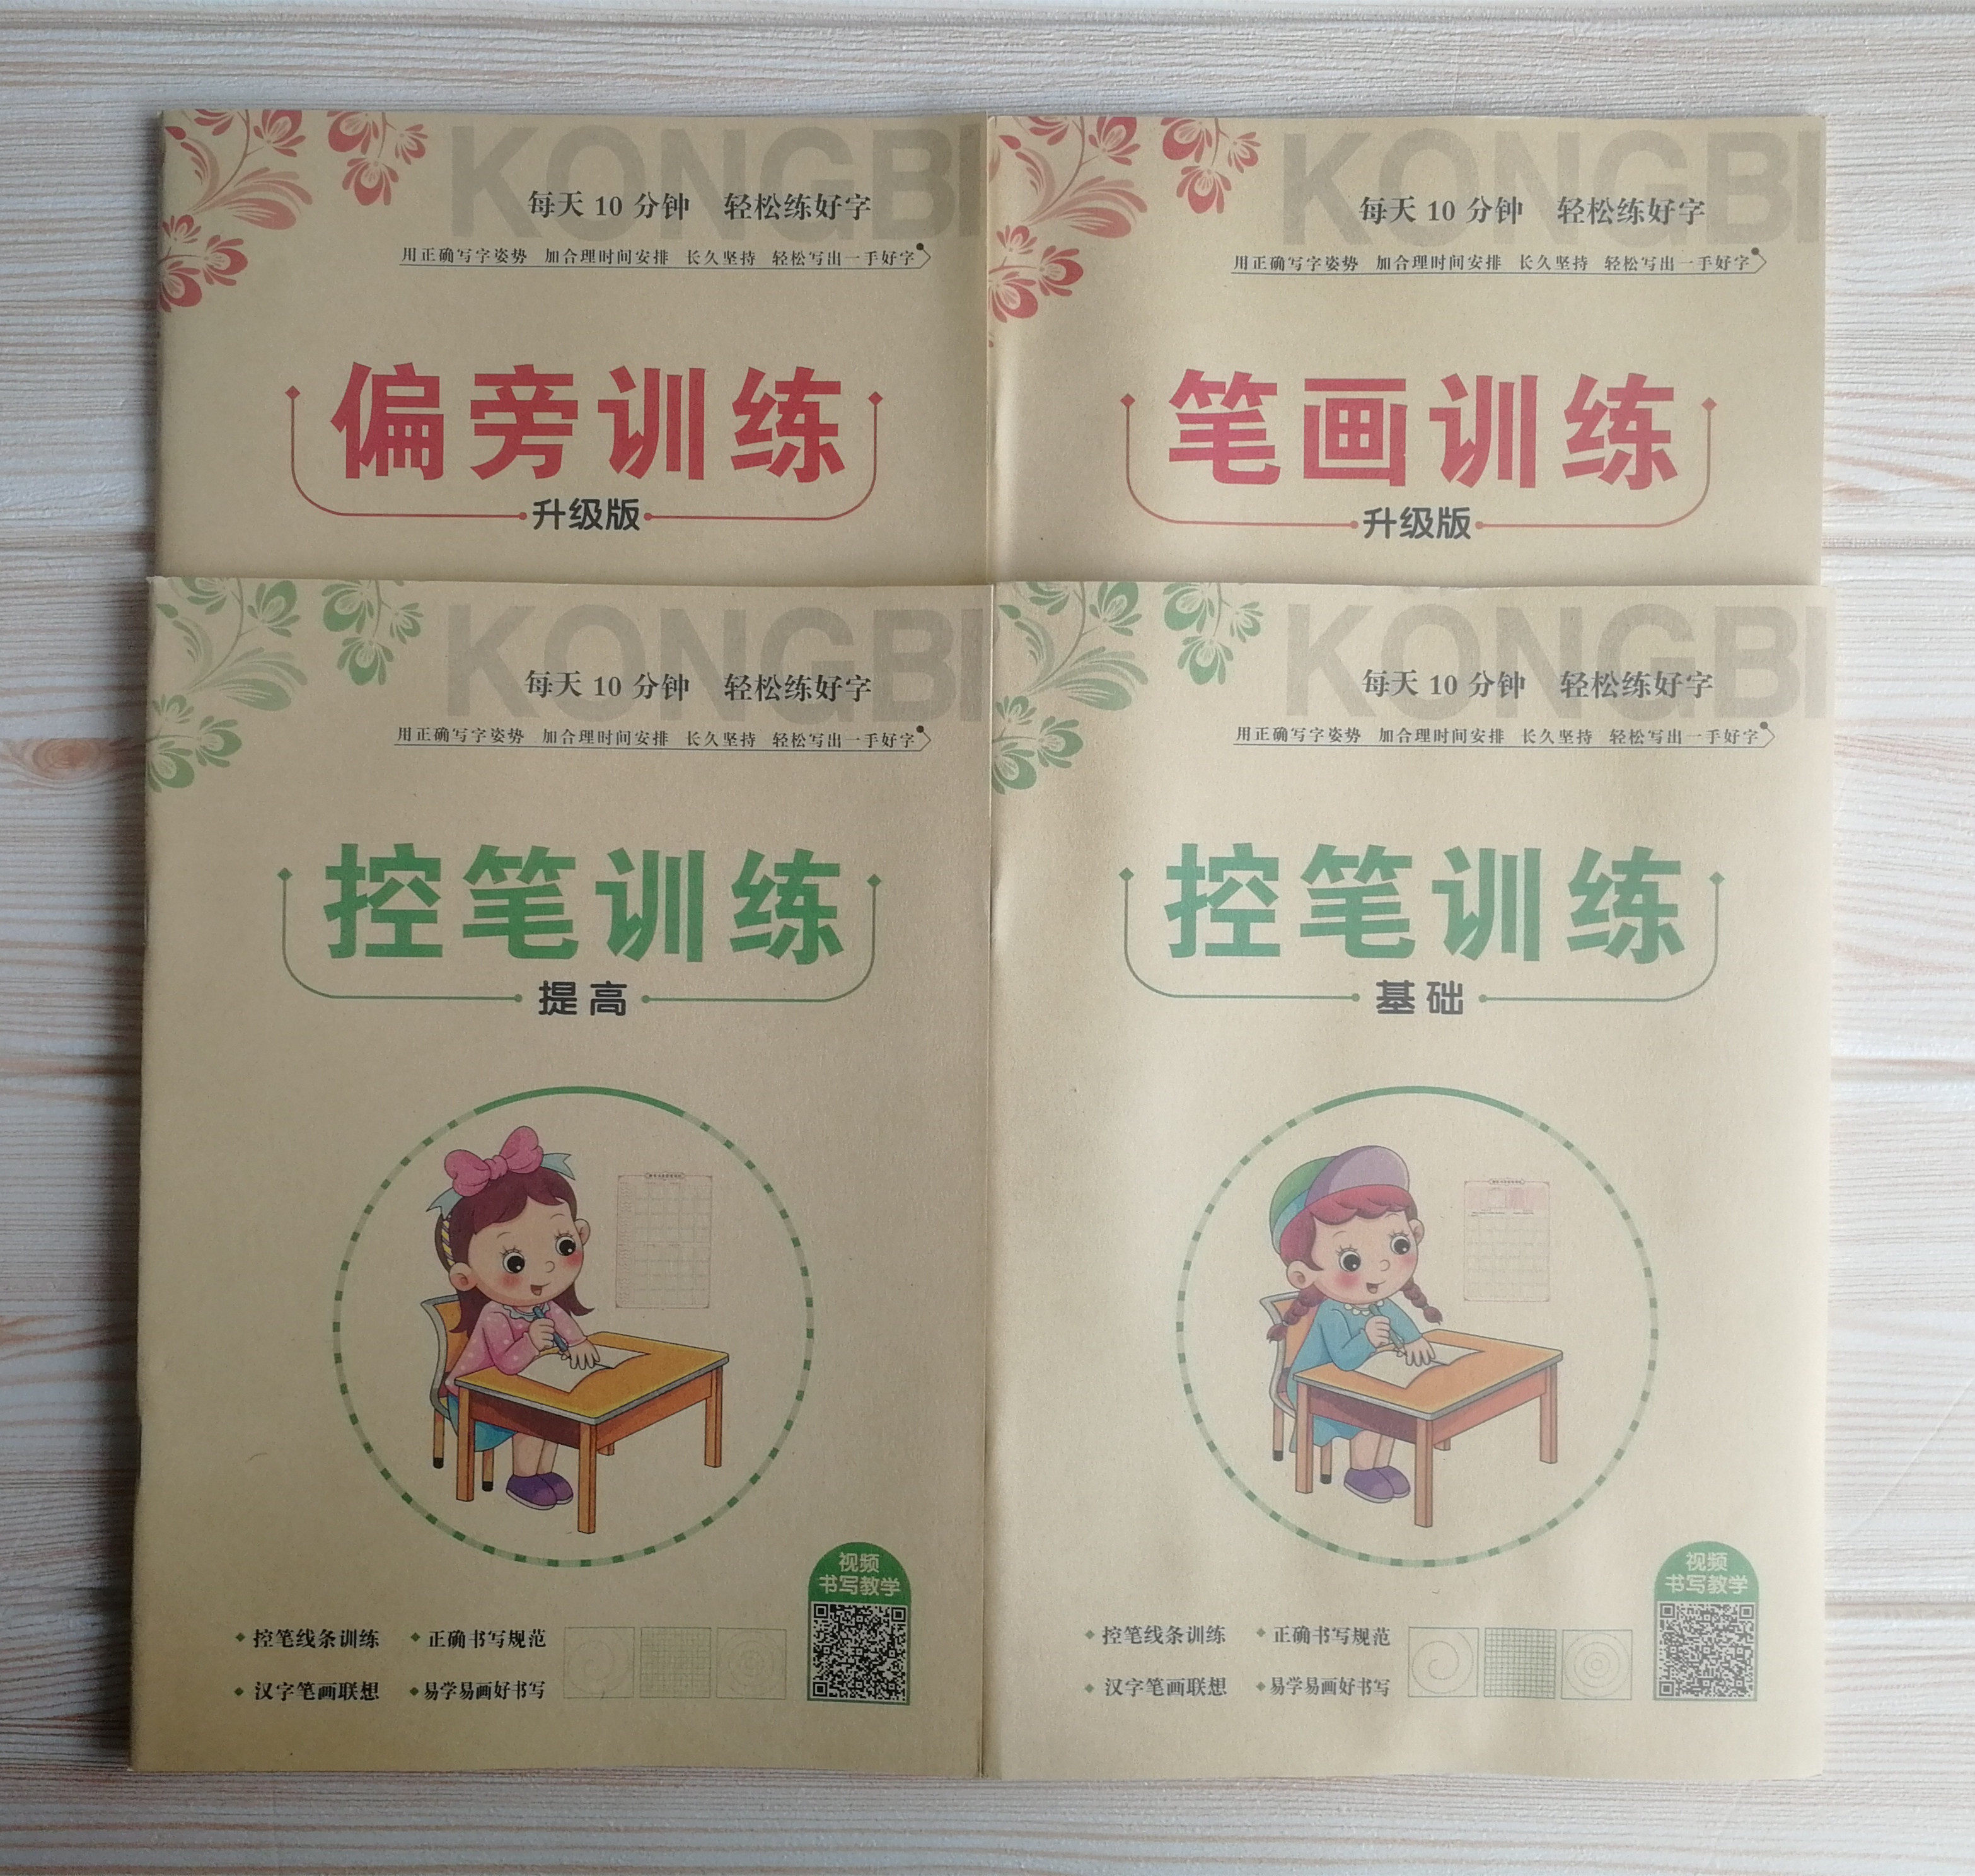 KONGBI
每天 10 分钟 轻松练好字
用正确写字姿势 加合理时间安排 长久坚持 轻松写出一手好字
偏旁训练
升级版
KONGBI
每天 10 分钟 轻松练好字
用正确写字姿势 加合理时间安排 长久坚持 轻松写出一手好字
笔画训练
升级版
KONGBI
每天 10 分钟 轻松练好字
用正确写字姿势 加合理时间安排 长久坚持 轻松写出一手好字
控笔训练
提高
视频
书写教学
控笔线条训练 正确书写规范
汉字笔画联想 易学易画好书写
KONGBI
每天 10 分钟 轻松练好字
用正确写字姿势 加合理时间安排 长久坚持 轻松写出一手好字
控笔训练
基础
视频
书写教学
控笔线条训练 正确书写规范
汉字笔画联想 易学易画好书写